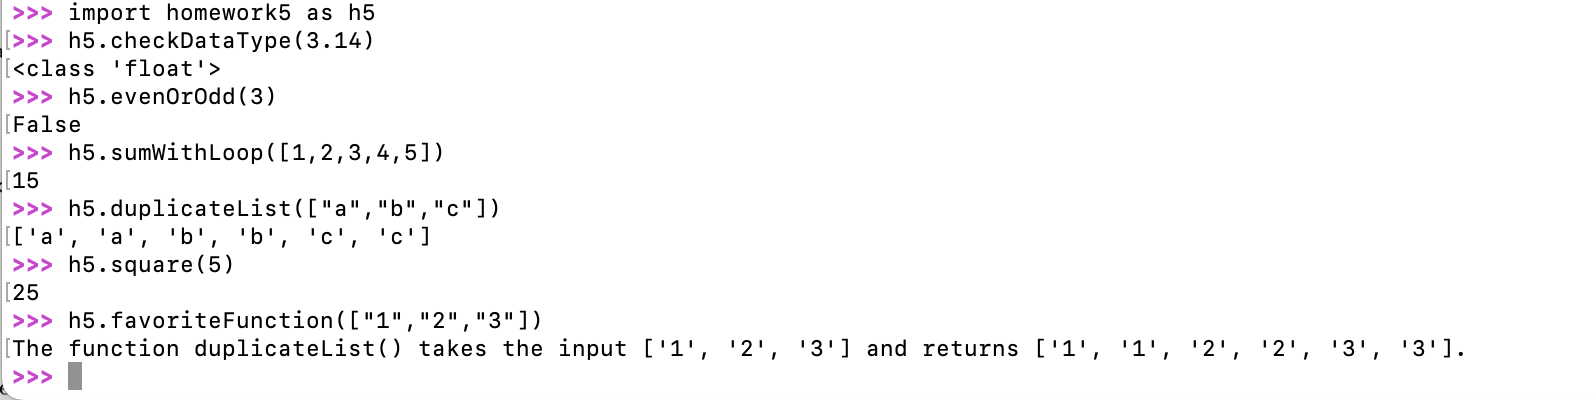 >>> import homework5 as h5
[>>> h5.checkDataType(3.14)
[<class 'float'>
>>> h5.evenOrOdd(3)
[False
>>> h5.sumWithLoop([1,2,3,4,5])
[15
>>> h5.duplicateList(["a","b","c"])
[['a', 'a', 'b', 'b', 'c', 'c']
>>> h5.square(5)
[25
>>> h5.favoriteFunction(["1","2","3"])
[The function duplicateList() takes the input ['1', '2', '3'] and returns ['1', '1', '2', '2', '3', '3'].
>>>